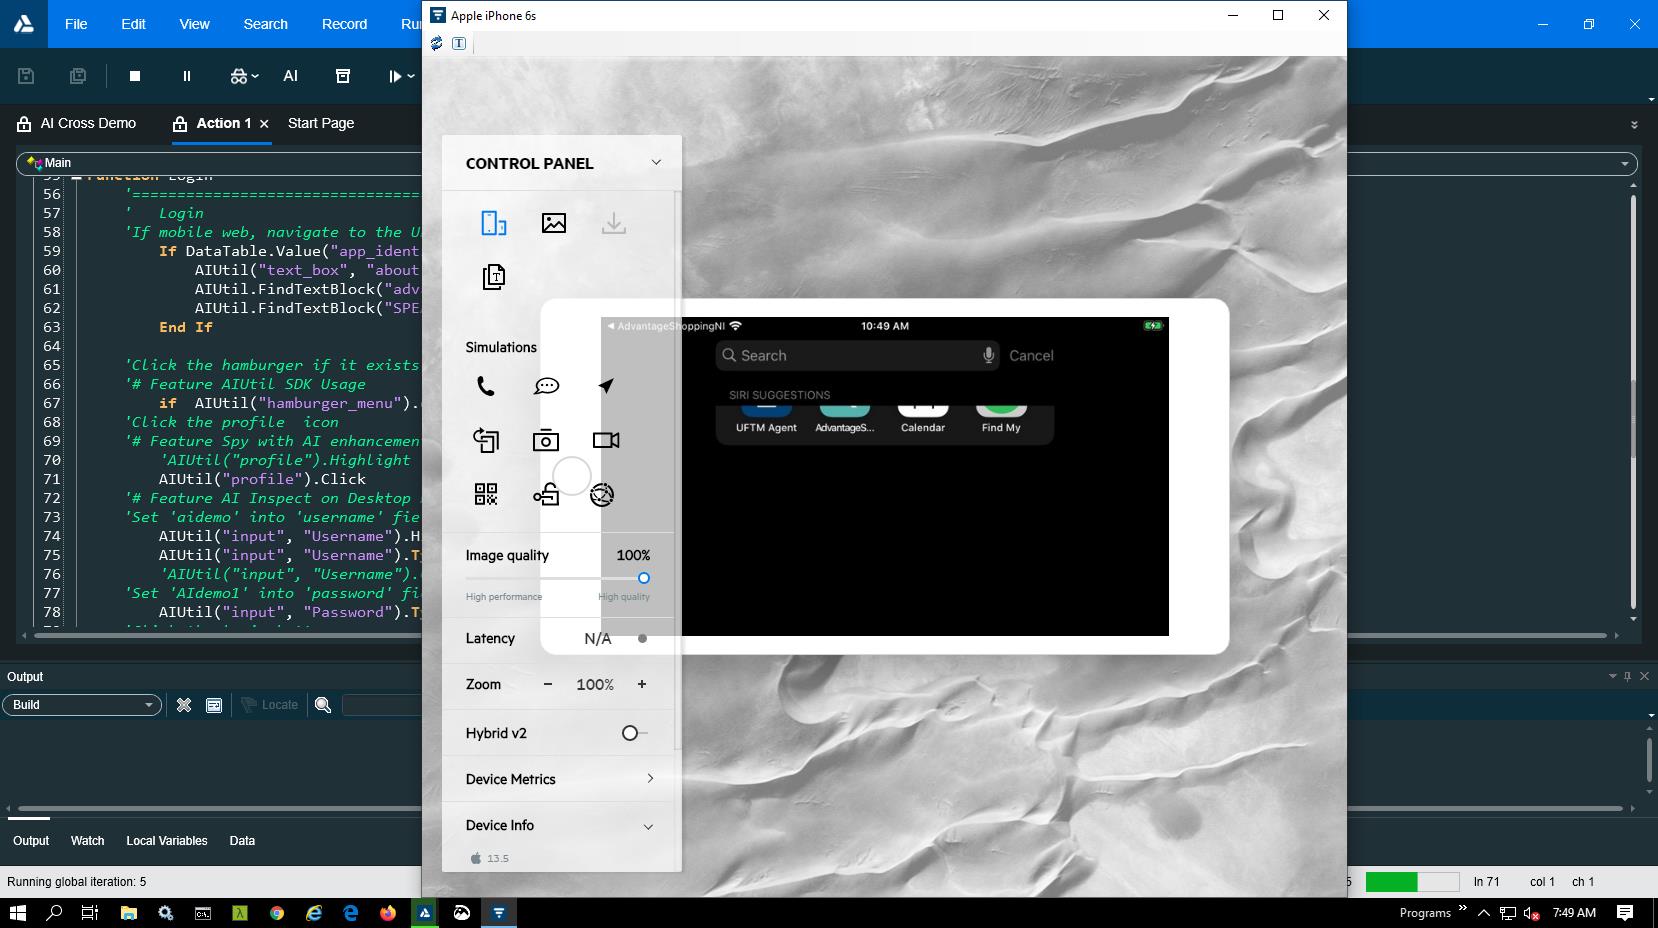 Apple iPhone 6s
File Edit View Search Record
AI
AI Cross Demo Action 1 Start Page
Main
56 '================================
57 ' Login
58 'If mobile web, navigate to the
59 If DataTable.Value("app_ident
60 AIUtil("text_box", "about
61 AIUtil.FindTextBlock("adv
62 AIUtil.FindTextBlock("SPE
63 End If
64
65 'Click the hamburger if it exists
66 '# Feature AIUtil SDK Usage
67 if AIUtil("hamburger_menu").
68 'Click the profile icon
69 '# Feature Spy with AI enhancement
70 'AIUtil("profile").Highlight
71 AIUtil("profile").Click
72 '# Feature AI Inspect on Desktop
73 'Set 'aidemo' into 'username' fie
74 AIUtil("input", "Username").H
75 AIUtil("input", "Username").T
76 'AIUtil("input", "Username").
77 'Set 'AIdemo1' into 'password' fi
78 AIUtil("input", "Password").T
CONTROL PANEL
Simulations
Image quality 100%
High performance High quality
Latency N/A
Zoom - 100% +
Hybrid v2
Device Metrics
Device Info
13.5
AdvantageShoppingNI 10:49 AM
Search Cancel
SIRI SUGGESTIONS
UFTM Agent AdvantageS... Calendar Find My
Output
Build Locate
Output Watch Local Variables Data
Running global iteration: 5 5 ln 71 col 1 ch 1
Programs 7:49 AM